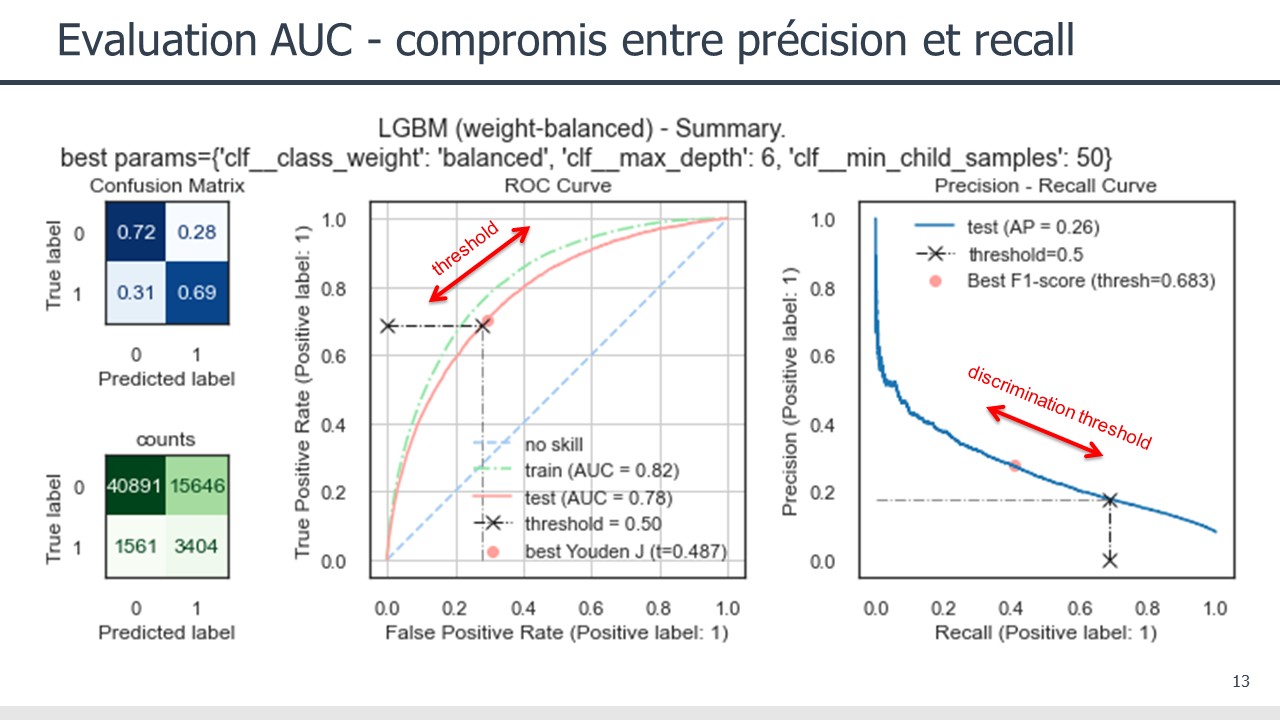 Evaluation AUC - compromis entre précision et recall
LGBM (weight-balanced) - Summary.
best params={'clf__class_weight': 'balanced', 'clf__max_depth': 6, 'clf__min_child_samples': 50}
Confusion Matrix
True label
0
0.72
0.28
1
0.31
0.69
0
1
Predicted label
counts
True label
0
40891
15646
1
1561
3404
0
1
Predicted label
ROC Curve
True Positive Rate (Positive label: 1)
1.0
0.8
0.6
0.4
0.2
0.0
threshold
no skill
train (AUC = 0.82)
test (AUC = 0.78)
threshold = 0.50
best Youden J (t=0.487)
0.0
0.2
0.4
0.6
0.8
1.0
False Positive Rate (Positive label: 1)
Precision - Recall Curve
Precision (Positive label: 1)
1.0
0.8
0.6
0.4
0.2
0.0
test (AP = 0.26)
threshold=0.5
Best F1-score (thresh=0.683)
discrimination threshold
0.0
0.2
0.4
0.6
0.8
1.0
Recall (Positive label: 1)
13